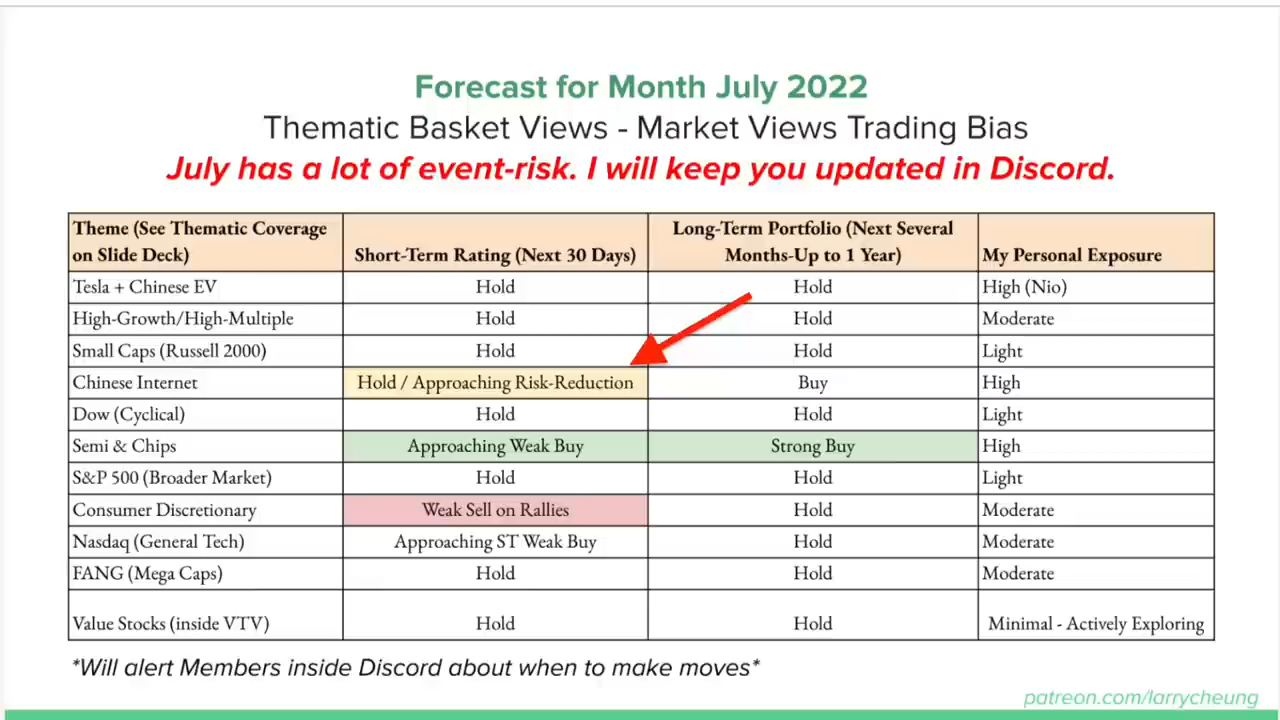 Forecast for Month July 2022
Thematic Basket Views - Market Views Trading Bias
July has a lot of event-risk. I will keep you updated in Discord.
Theme (See Thematic Coverage on Slide Deck) Short-Term Rating (Next 30 Days) Long-Term Portfolio (Next Several Months-Up to 1 Year) My Personal Exposure
Tesla + Chinese EV Hold Hold High (Nio)
High-Growth/High-Multiple Hold Hold Moderate
Small Caps (Russell 2000) Hold Hold Light
Chinese Internet Hold / Approaching Risk-Reduction Buy High
Dow (Cyclical) Hold Hold Light
Semi & Chips Approaching Weak Buy Strong Buy High
S&P 500 (Broader Market) Hold Hold Light
Consumer Discretionary Weak Sell on Rallies Hold Moderate
Nasdaq (General Tech) Approaching ST Weak Buy Hold Moderate
FANG (Mega Caps) Hold Hold Moderate
Value Stocks (inside VTV) Hold Hold Minimal - Actively Exploring
*Will alert Members inside Discord about when to make moves*
patreon.com/larrycheung